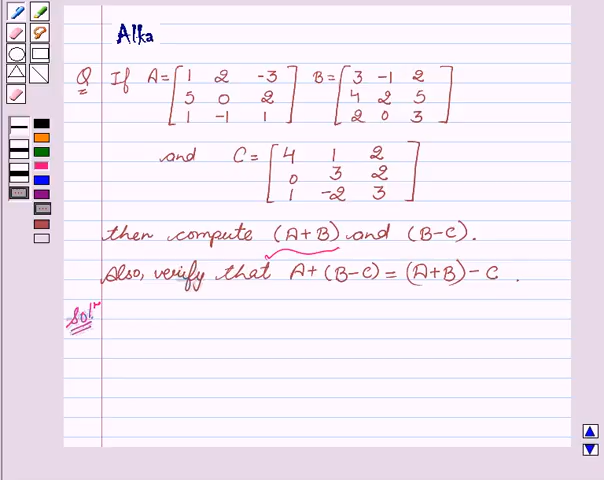 Alka
Q If A = [ 1 2 -3 B = [ 3 -1 2
5 0 2 4 2 5
1 -1 1 ] 2 0 3 ]
and C = [ 4 1 2
0 3 2
1 -2 3 ]
then compute (A+B) and (B-C).
Also, verify that A+(B-C) = (A+B)-C.
Solⁿ